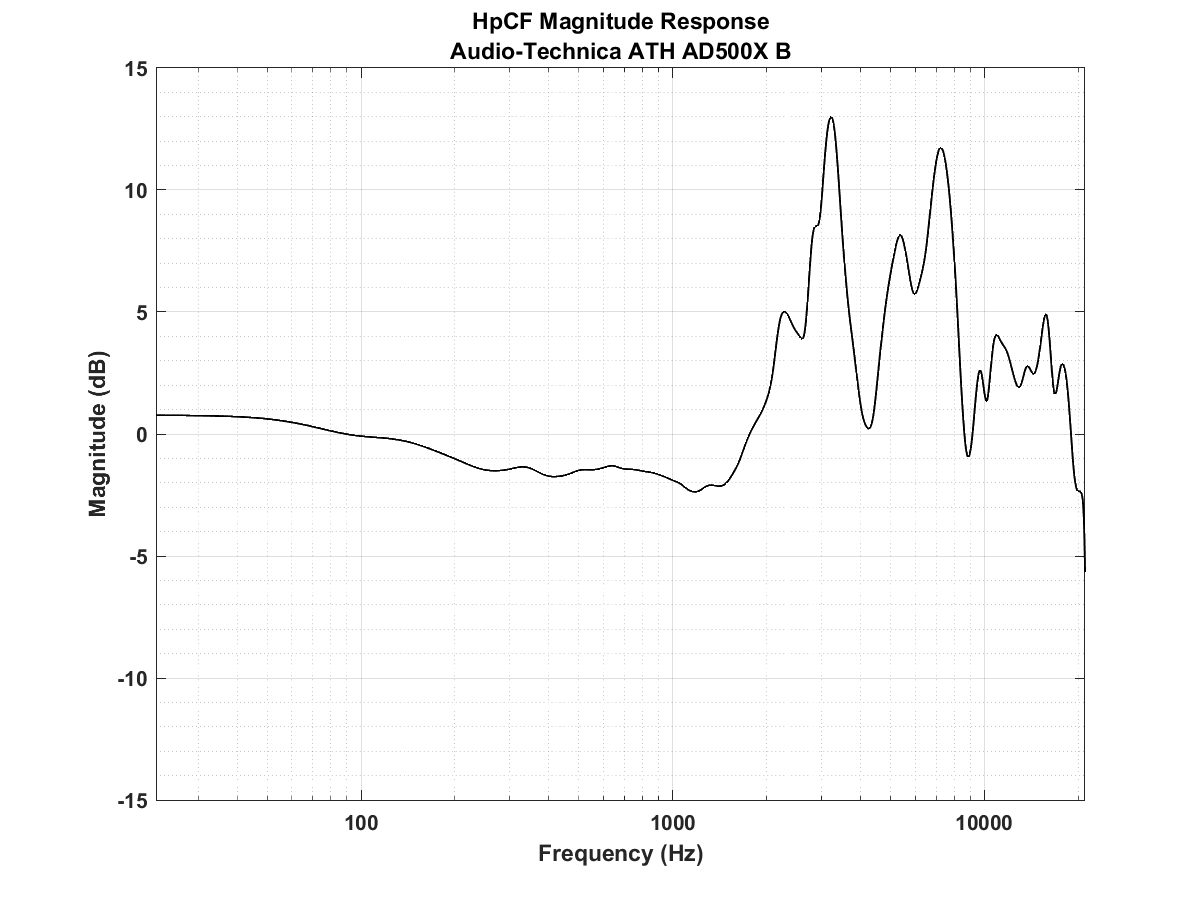 HpCF Magnitude Response
Audio-Technica ATH AD500X B
15
10
5
0
-5
-10
-15
Magnitude (dB)
100 1000 10000
Frequency (Hz)